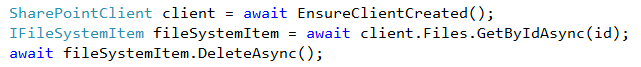 SharePointClient client = await EnsureClientCreated();
IFileSystemItem fileSystemItem = await client.Files.GetByIdAsync(id);
await fileSystemItem.DeleteAsync();